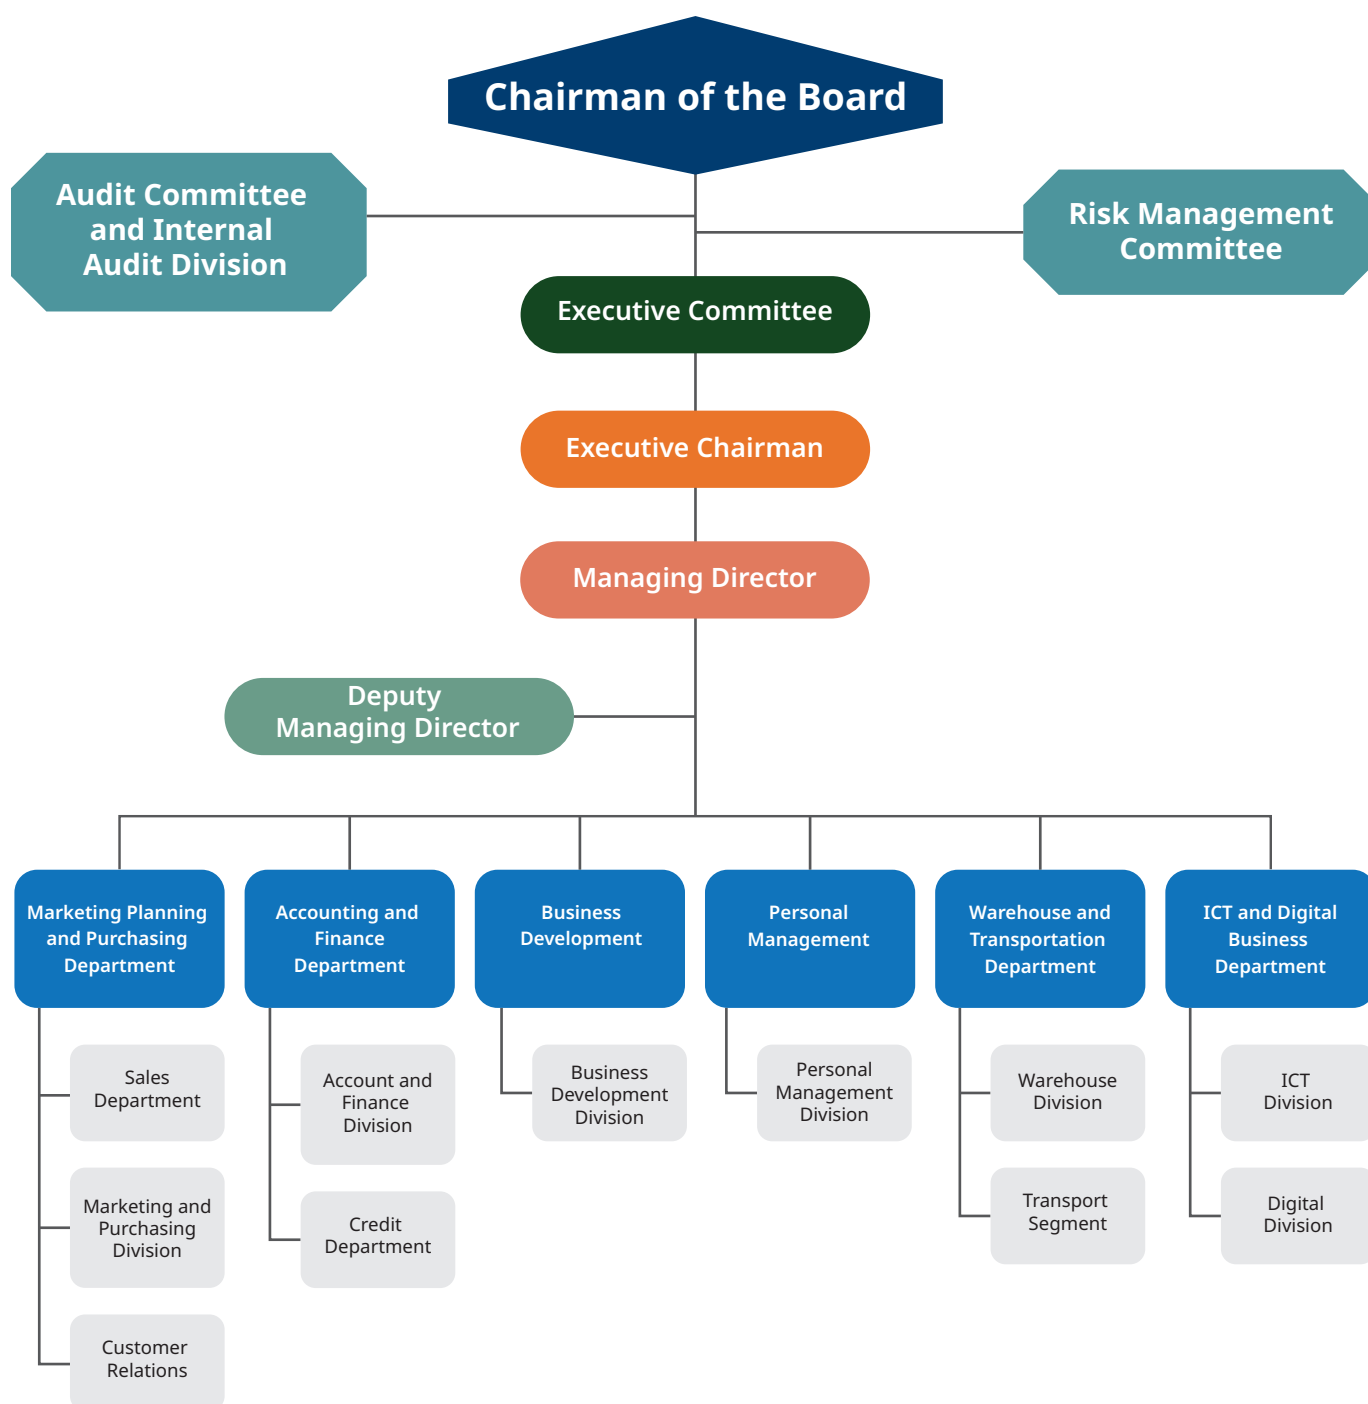 Chairman of the Board
Audit Committee
and Internal
Audit Division
Risk Management
Committee
Executive Committee
Executive Chairman
Managing Director
Deputy
Managing Director
Marketing Planning
and Purchasing
Department
Accounting and
Finance
Department
Business
Development
Personal
Management
Warehouse and
Transportation
Department
ICT and Digital
Business
Department
Sales
Department
Marketing and
Purchasing
Division
Customer
Relations
Account and
Finance
Division
Credit
Department
Business
Development
Division
Personal
Management
Division
Warehouse
Division
Transport
Segment
ICT
Division
Digital
Division